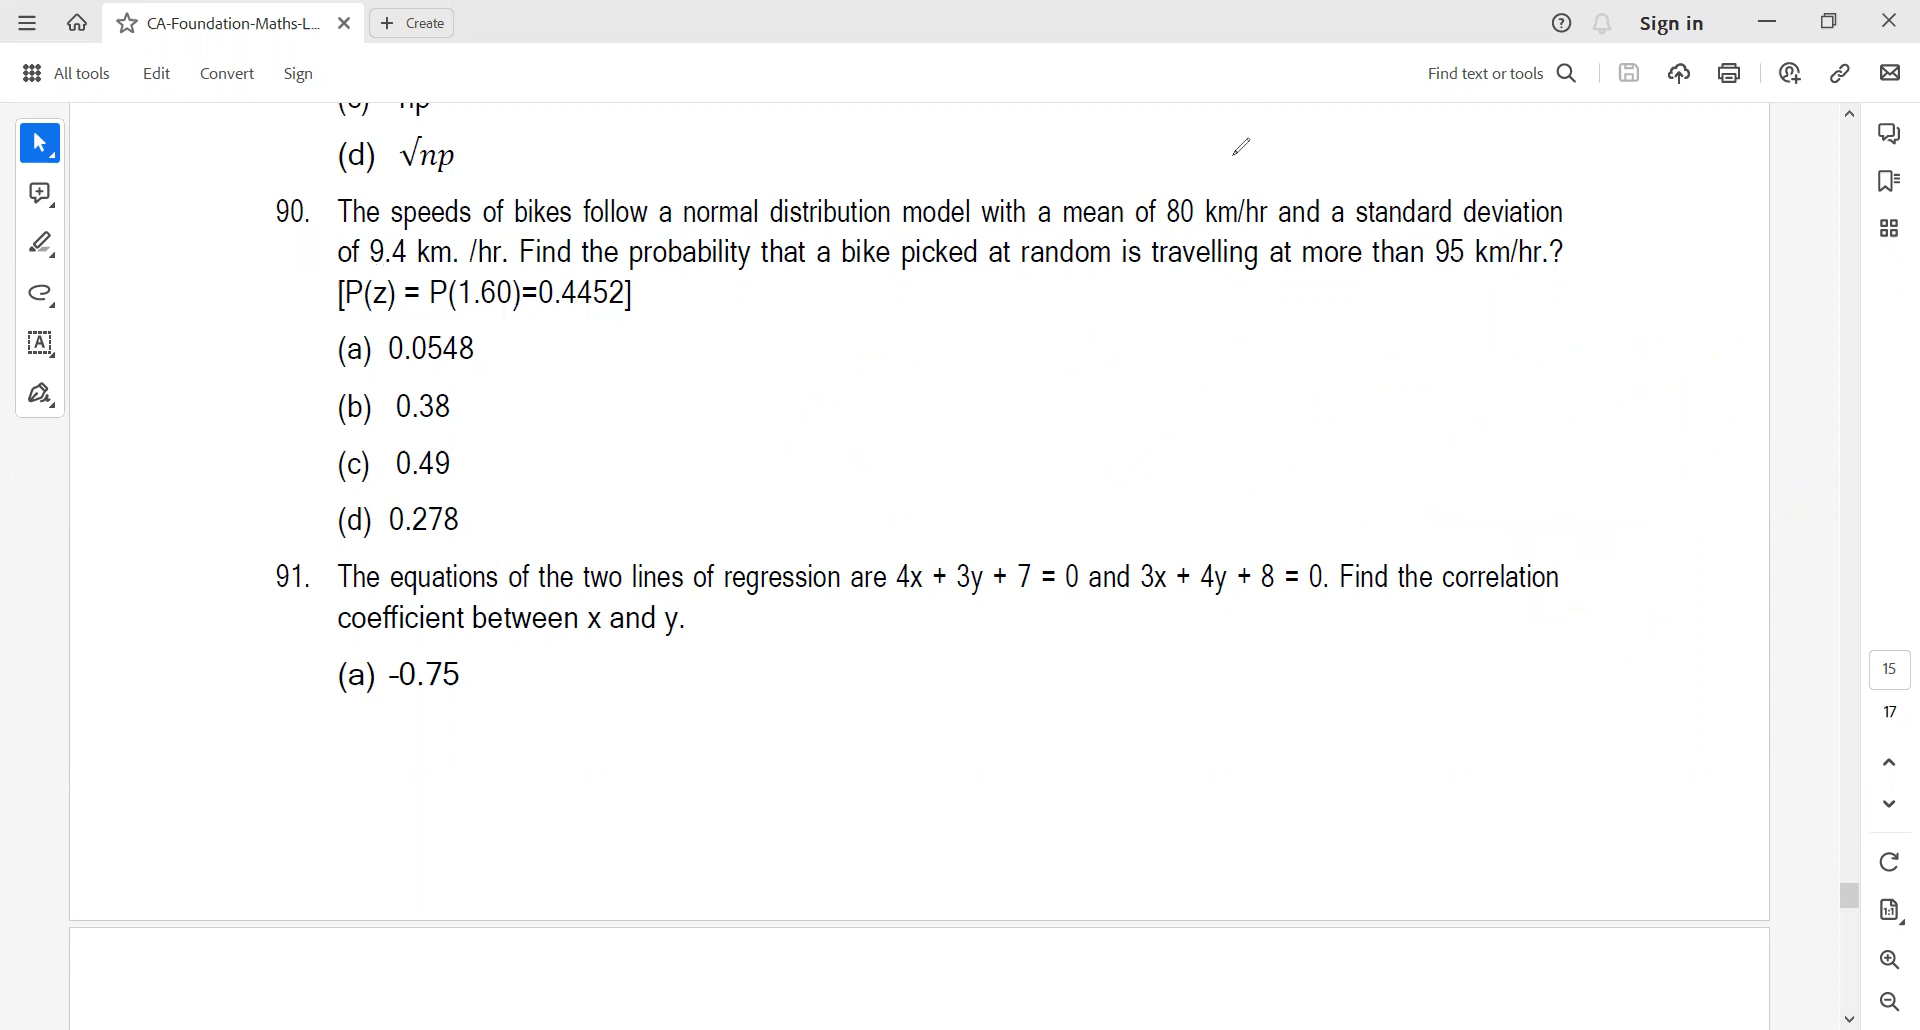 CA-Foundation-Maths-L...
Create
Sign in
All tools
Edit
Convert
Sign
Find text or tools
(d) √np
90. The speeds of bikes follow a normal distribution model with a mean of 80 km/hr and a standard deviation
of 9.4 km. /hr. Find the probability that a bike picked at random is travelling at more than 95 km/hr.?
[P(z) = P(1.60)=0.4452]
(a) 0.0548
(b) 0.38
(c) 0.49
(d) 0.278
91. The equations of the two lines of regression are 4x + 3y + 7 = 0 and 3x + 4y + 8 = 0. Find the correlation
coefficient between x and y.
(a) -0.75
15
17